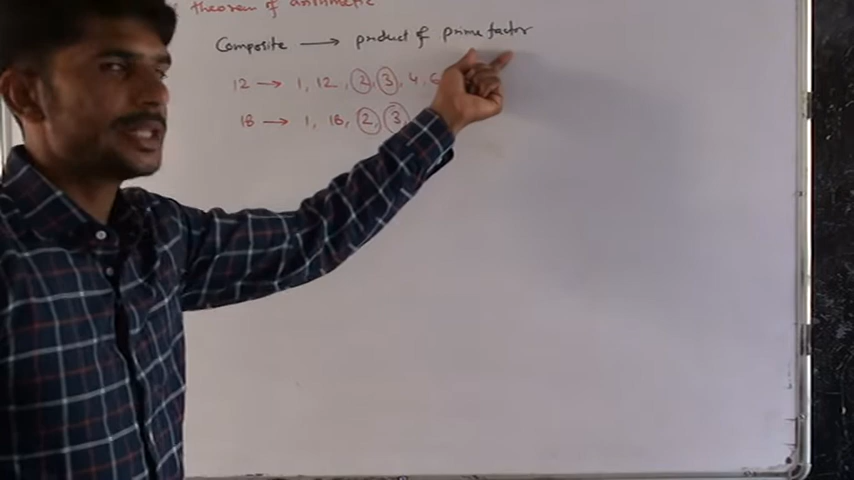 theorem of arithmetic
Composite → product of prime factor
12 → 1, 12, 2, 3, 4, 6
18 → 1, 18, 2, 3,